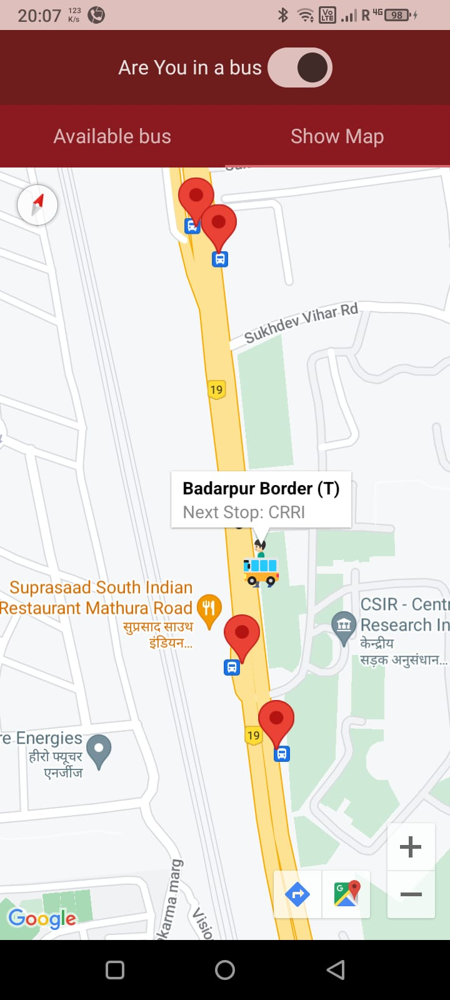 20:07
123
K/s
Vo
LTE
R
4G
98
Are You in a bus
Available bus
Show Map
Sukhdev Vihar Rd
19
Badarpur Border (T)
Next Stop: CRRI
Suprasaad South Indian
Restaurant Mathura Road
सुप्रसाद साउथ
इंडियन...
CSIR - Centr
Research In
केन्द्रीय
सड़क अनुसंधान...
19
e Energies
हीरो फ्यूचर
एनर्जीज
karma marg
Visio
G
Google